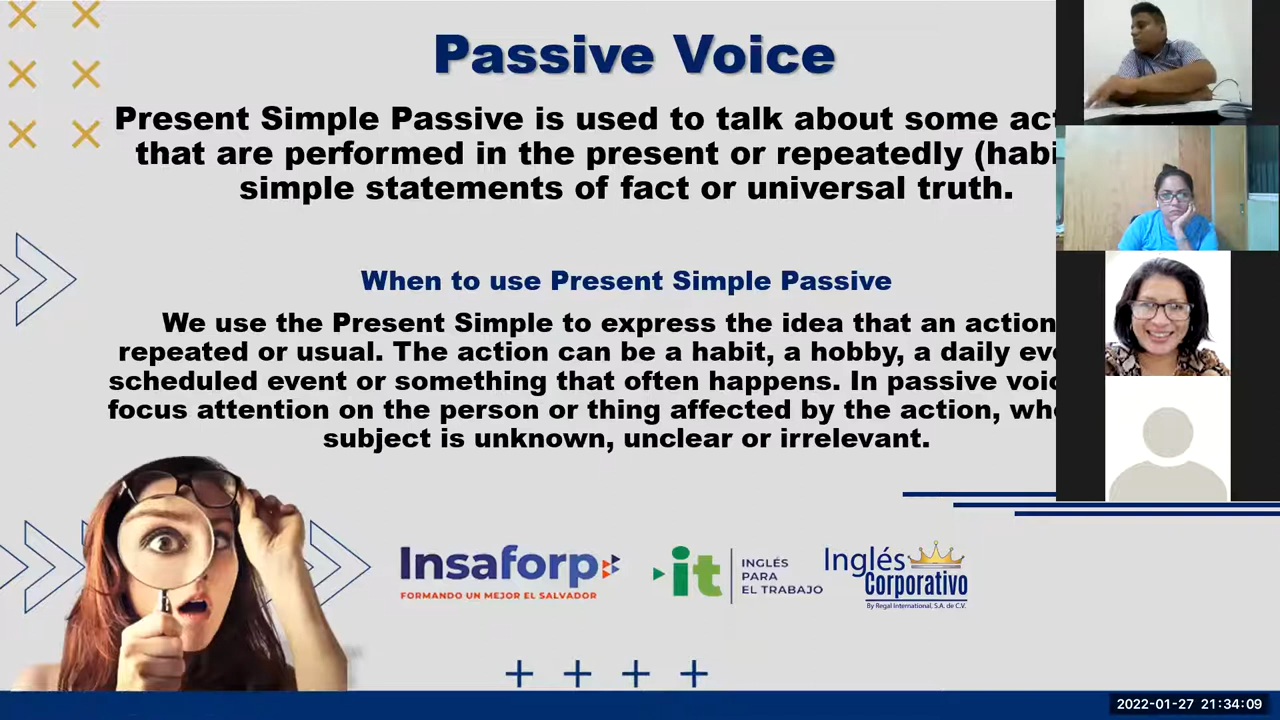 Passive Voice
Present Simple Passive is used to talk about some act
that are performed in the present or repeatedly (habi
simple statements of fact or universal truth.
When to use Present Simple Passive
We use the Present Simple to express the idea that an action
repeated or usual. The action can be a habit, a hobby, a daily eve
scheduled event or something that often happens. In passive voic
focus attention on the person or thing affected by the action, whe
subject is unknown, unclear or irrelevant.
Insaforp
FORMANDO UN MEJOR EL SALVADOR
it
INGLÉS
PARA
EL TRABAJO
Inglés
Corporativo
By Regal International, S.A. de C.V.
2022-01-27 21:34:09